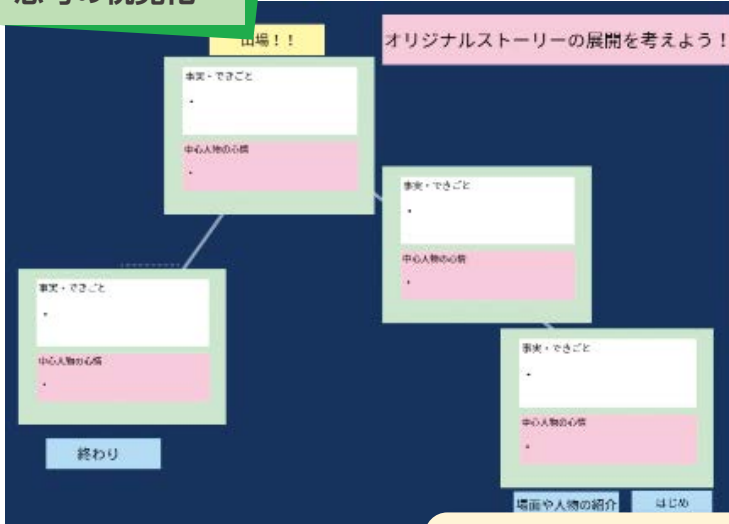 オリジナルストーリーの展開を考えよう！
事実・できごと
・
中心人物の心情
・
事実・できごと
・
中心人物の心情
・
事実・できごと
・
中心人物の心情
・
終わり
事実・できごと
・
中心人物の心情
・
場面や人物の紹介
はじめ